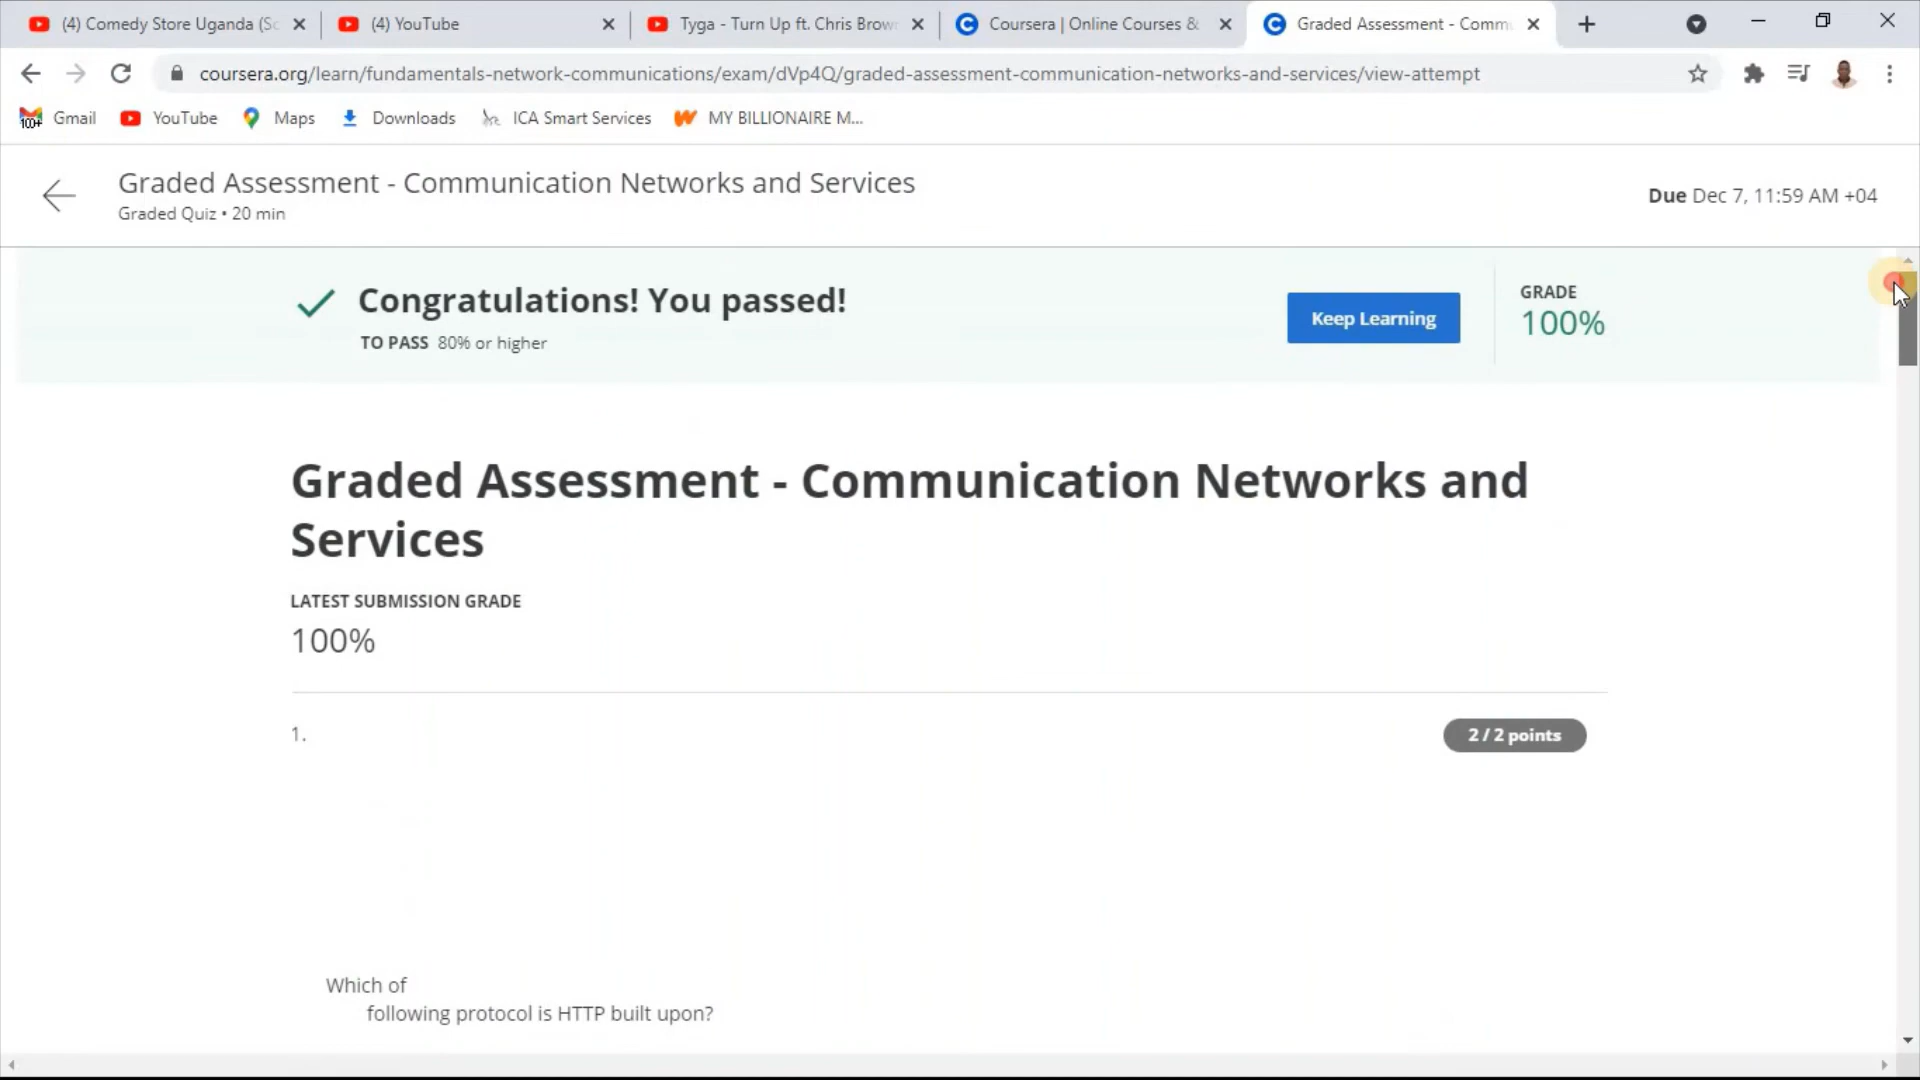 (4) Comedy Store Uganda (Sc
(4) YouTube
Tyga - Turn Up ft. Chris Brown
Coursera | Online Courses &
Graded Assessment - Comm
coursera.org/learn/fundamentals-network-communications/exam/dVp4Q/graded-assessment-communication-networks-and-services/view-attempt
100+ Gmail
YouTube
Maps
Downloads
ICA Smart Services
MY BILLIONAIRE M...
Graded Assessment - Communication Networks and Services
Graded Quiz • 20 min
Due Dec 7, 11:59 AM +04
Congratulations! You passed!
TO PASS 80% or higher
Keep Learning
GRADE
100%
Graded Assessment - Communication Networks and
Services
LATEST SUBMISSION GRADE
100%
1.
2 / 2 points
Which of
following protocol is HTTP built upon?